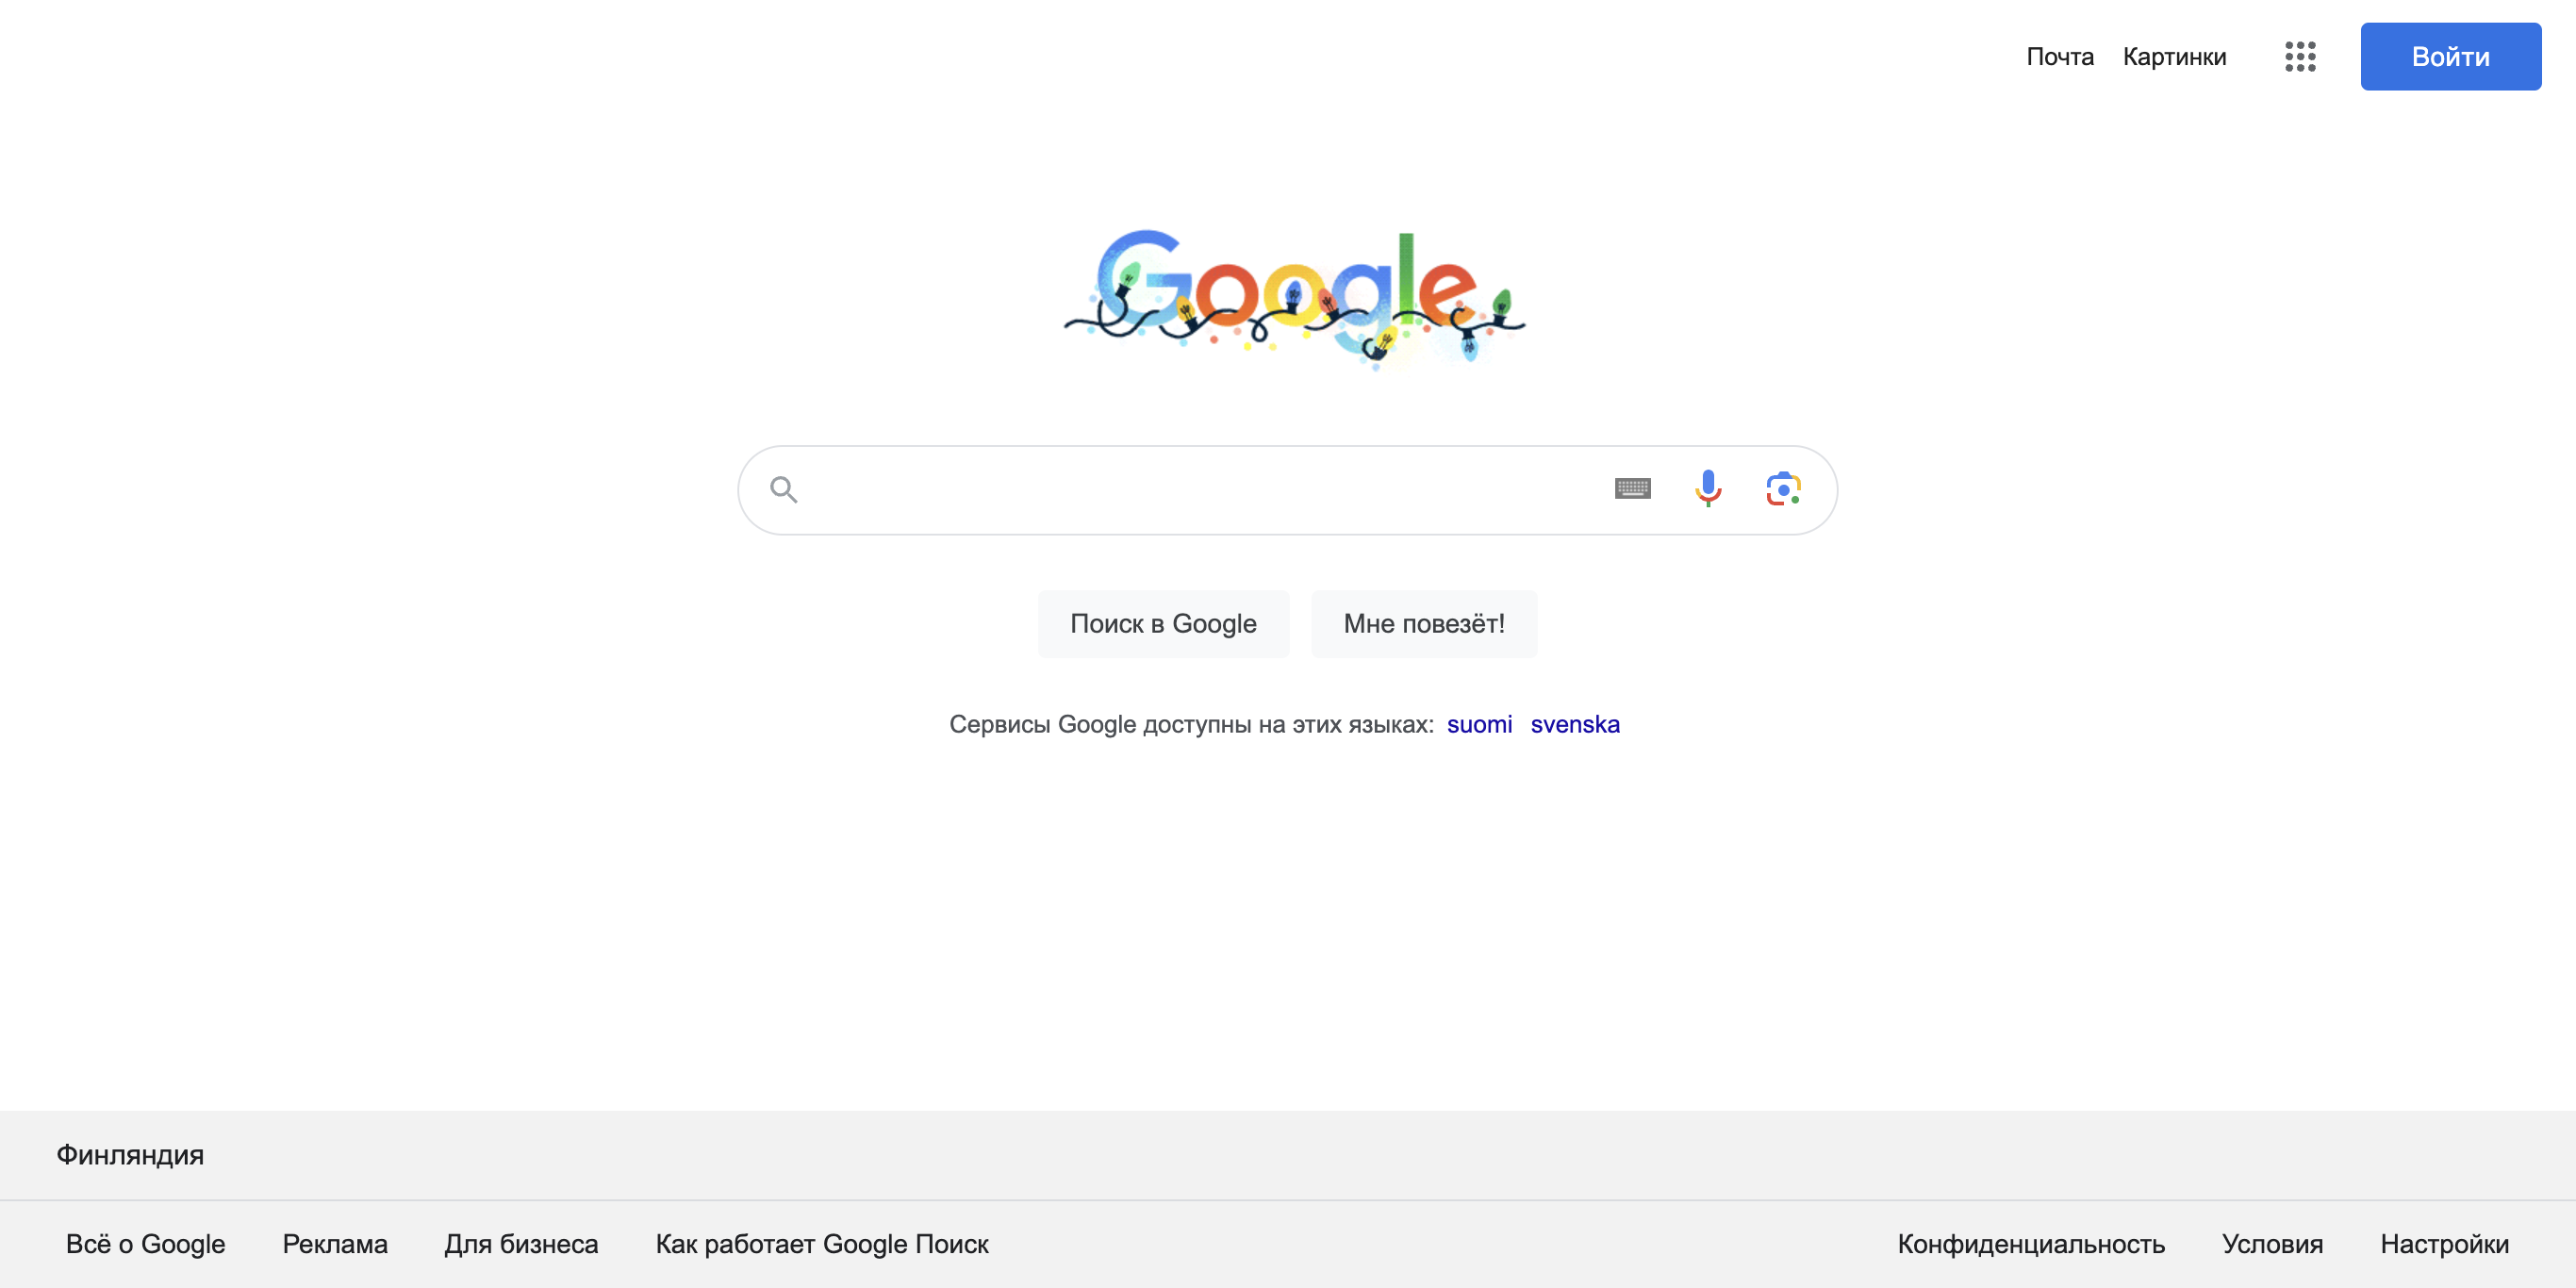 Почта Картинки Войти
Google
Поиск в Google Мне повезёт!
Сервисы Google доступны на этих языках: suomi svenska
Финляндия
Всё о Google Реклама Для бизнеса Как работает Google Поиск Конфиденциальность Условия Настройки